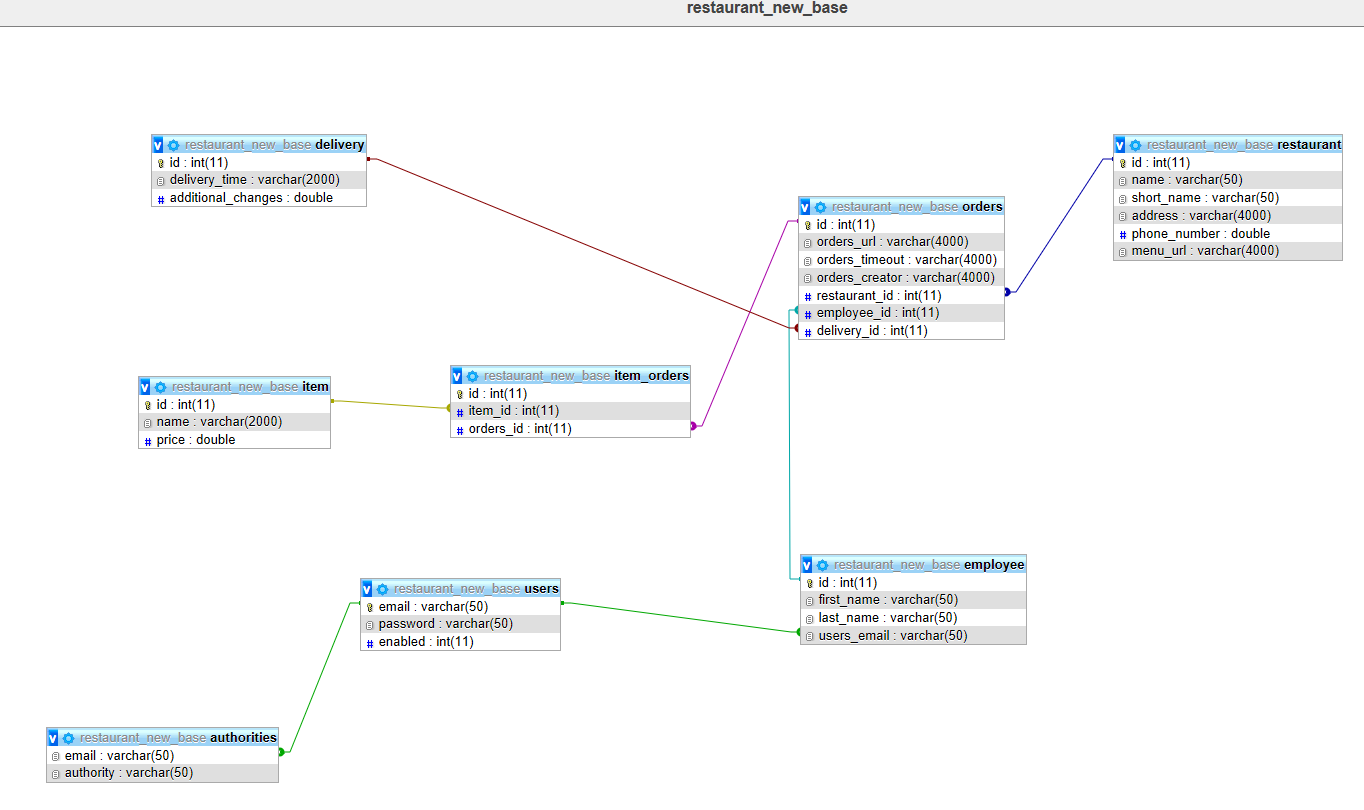 restaurant_new_base
restaurant_new_base delivery
id : int(11)
delivery_time : varchar(2000)
additional_changes : double
restaurant_new_base restaurant
id : int(11)
name : varchar(50)
short_name : varchar(50)
address : varchar(4000)
phone_number : double
menu_url : varchar(4000)
restaurant_new_base orders
id : int(11)
orders_url : varchar(4000)
orders_timeout : varchar(4000)
orders_creator : varchar(4000)
restaurant_id : int(11)
employee_id : int(11)
delivery_id : int(11)
restaurant_new_base item
id : int(11)
name : varchar(2000)
price : double
restaurant_new_base item_orders
id : int(11)
item_id : int(11)
orders_id : int(11)
restaurant_new_base users
email : varchar(50)
password : varchar(50)
enabled : int(11)
restaurant_new_base employee
id : int(11)
first_name : varchar(50)
last_name : varchar(50)
users_email : varchar(50)
restaurant_new_base authorities
email : varchar(50)
authority : varchar(50)